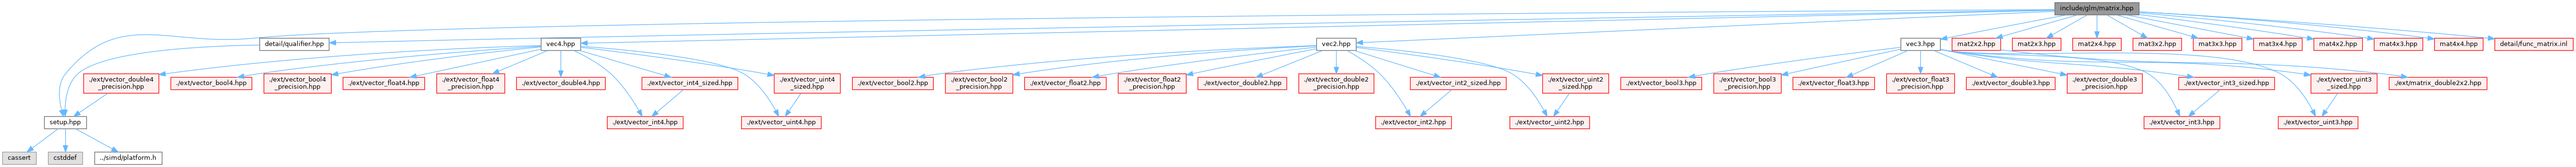 include/glm/matrix.hpp
detail/qualifier.hpp
vec4.hpp
vec2.hpp
vec3.hpp
mat2x2.hpp
mat2x3.hpp
mat2x4.hpp
mat3x2.hpp
mat3x3.hpp
mat3x4.hpp
mat4x2.hpp
mat4x3.hpp
mat4x4.hpp
detail/func_matrix.inl
./ext/vector_double4
_precision.hpp
./ext/vector_bool4.hpp
./ext/vector_bool4
_precision.hpp
./ext/vector_float4.hpp
./ext/vector_float4
_precision.hpp
./ext/vector_double4.hpp
./ext/vector_int4_sized.hpp
./ext/vector_uint4
_sized.hpp
./ext/vector_bool2.hpp
./ext/vector_bool2
_precision.hpp
./ext/vector_float2.hpp
./ext/vector_float2
_precision.hpp
./ext/vector_double2.hpp
./ext/vector_double2
_precision.hpp
./ext/vector_int2_sized.hpp
./ext/vector_uint2
_sized.hpp
./ext/vector_bool3.hpp
./ext/vector_bool3
_precision.hpp
./ext/vector_float3.hpp
./ext/vector_float3
_precision.hpp
./ext/vector_double3.hpp
./ext/vector_double3
_precision.hpp
./ext/vector_int3_sized.hpp
./ext/vector_uint3
_sized.hpp
./ext/matrix_double2x2.hpp
setup.hpp
./ext/vector_int4.hpp
./ext/vector_uint4.hpp
./ext/vector_int2.hpp
./ext/vector_uint2.hpp
./ext/vector_int3.hpp
./ext/vector_uint3.hpp
cassert
cstddef
../simd/platform.h